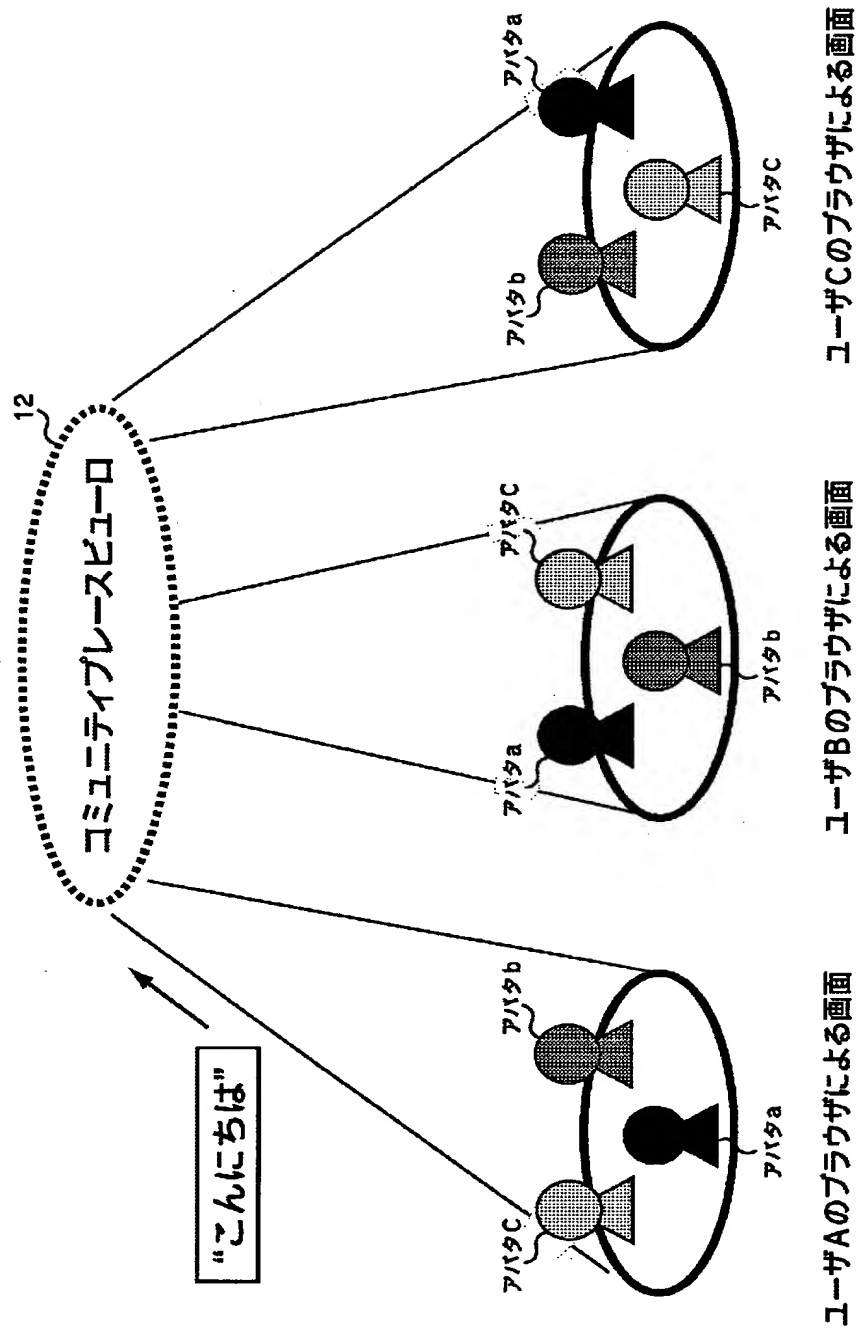 12
コミュニティプレースビューロ
“こんにちは”
アバタC
アバタb
アバタa
ユーザAのブラウザによる画面
アバタa
アバタC
アバタb
ユーザBのブラウザによる画面
アバタb
アバタa
アバタC
ユーザCのブラウザによる画面